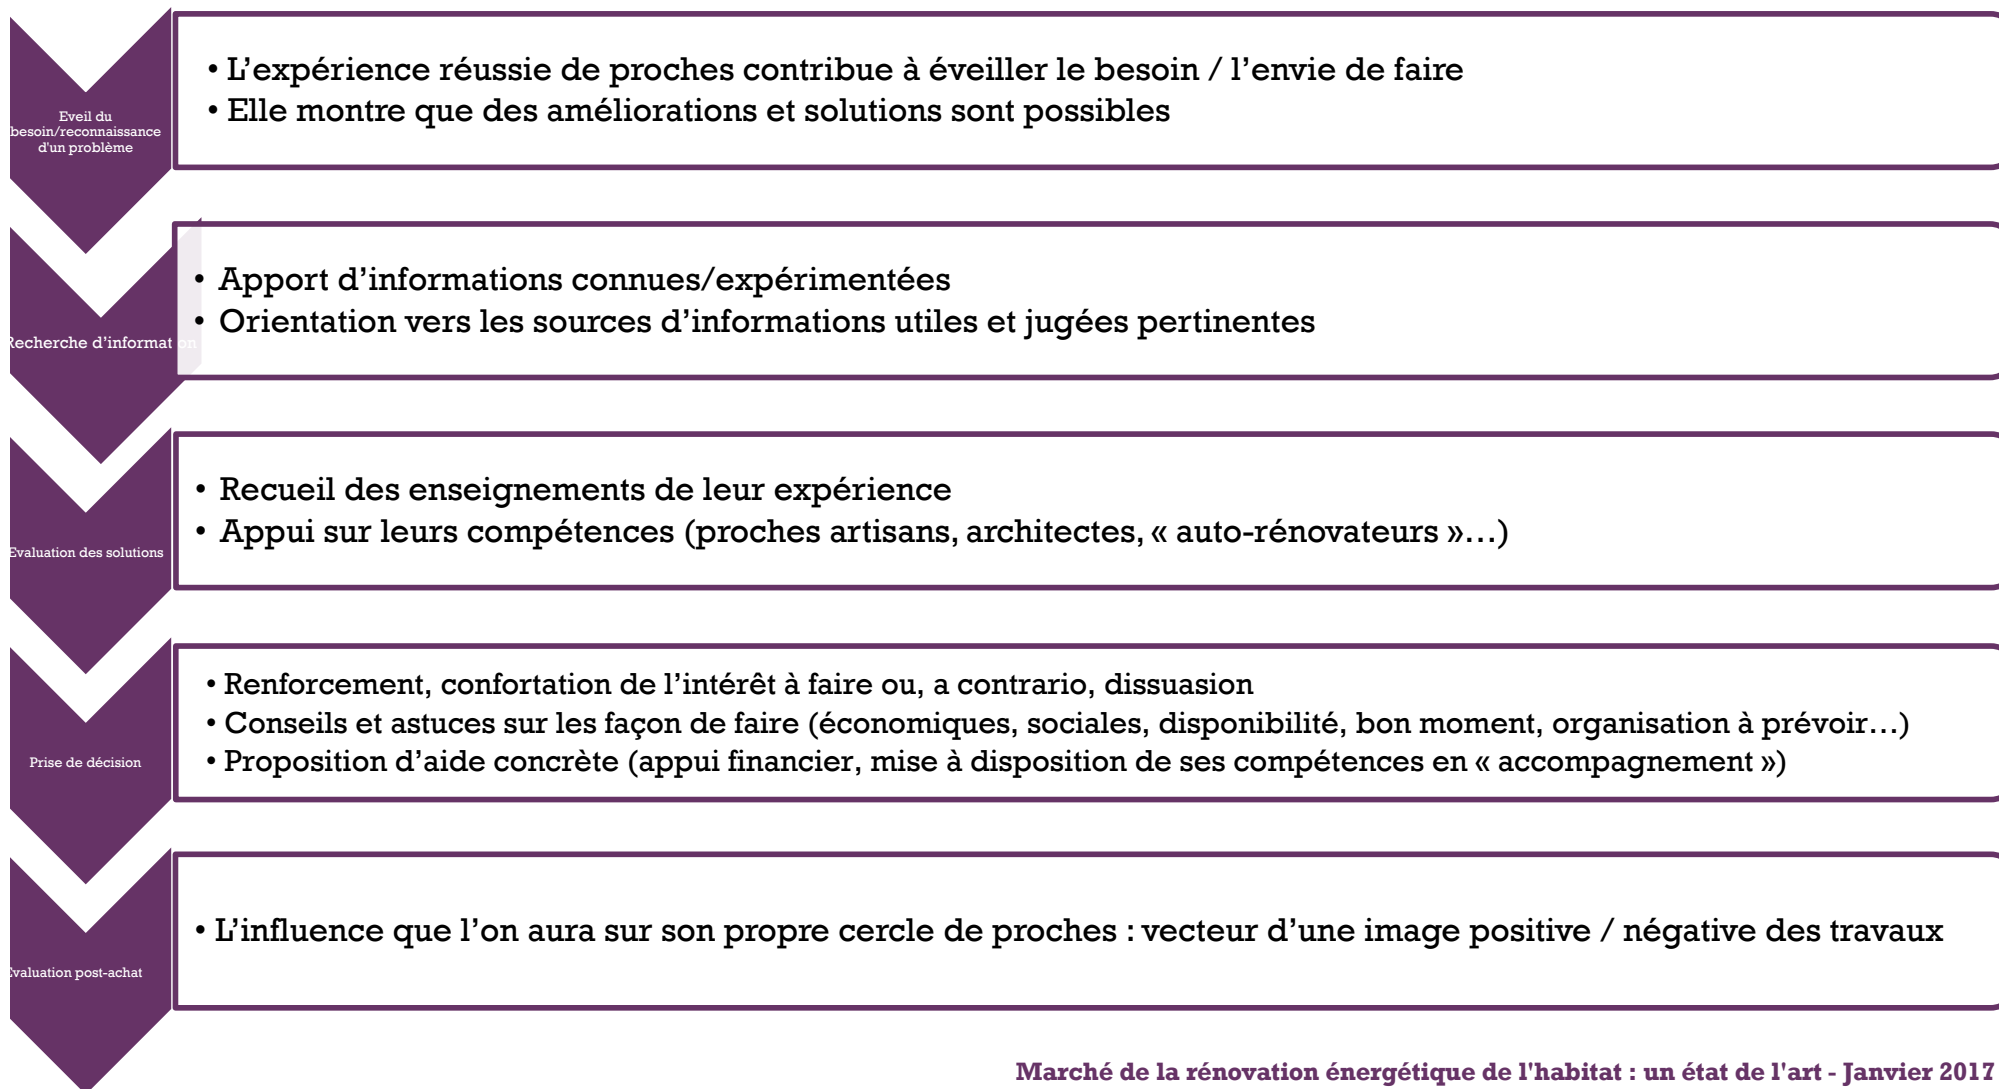 Eveil du
besoin/reconnaissance
d'un problème
• L’expérience réussie de proches contribue à éveiller le besoin / l’envie de faire
• Elle montre que des améliorations et solutions sont possibles
Recherche d’information
• Apport d’informations connues/expérimentées
• Orientation vers les sources d’informations utiles et jugées pertinentes
Evaluation des solutions
• Recueil des enseignements de leur expérience
• Appui sur leurs compétences (proches artisans, architectes, « auto-rénovateurs »…)
Prise de décision
• Renforcement, confortation de l’intérêt à faire ou, a contrario, dissuasion
• Conseils et astuces sur les façon de faire (économiques, sociales, disponibilité, bon moment, organisation à prévoir…)
• Proposition d’aide concrète (appui financier, mise à disposition de ses compétences en « accompagnement »)
Evaluation post-achat
• L’influence que l’on aura sur son propre cercle de proches : vecteur d’une image positive / négative des travaux
Marché de la rénovation énergétique de l'habitat : un état de l'art - Janvier 2017